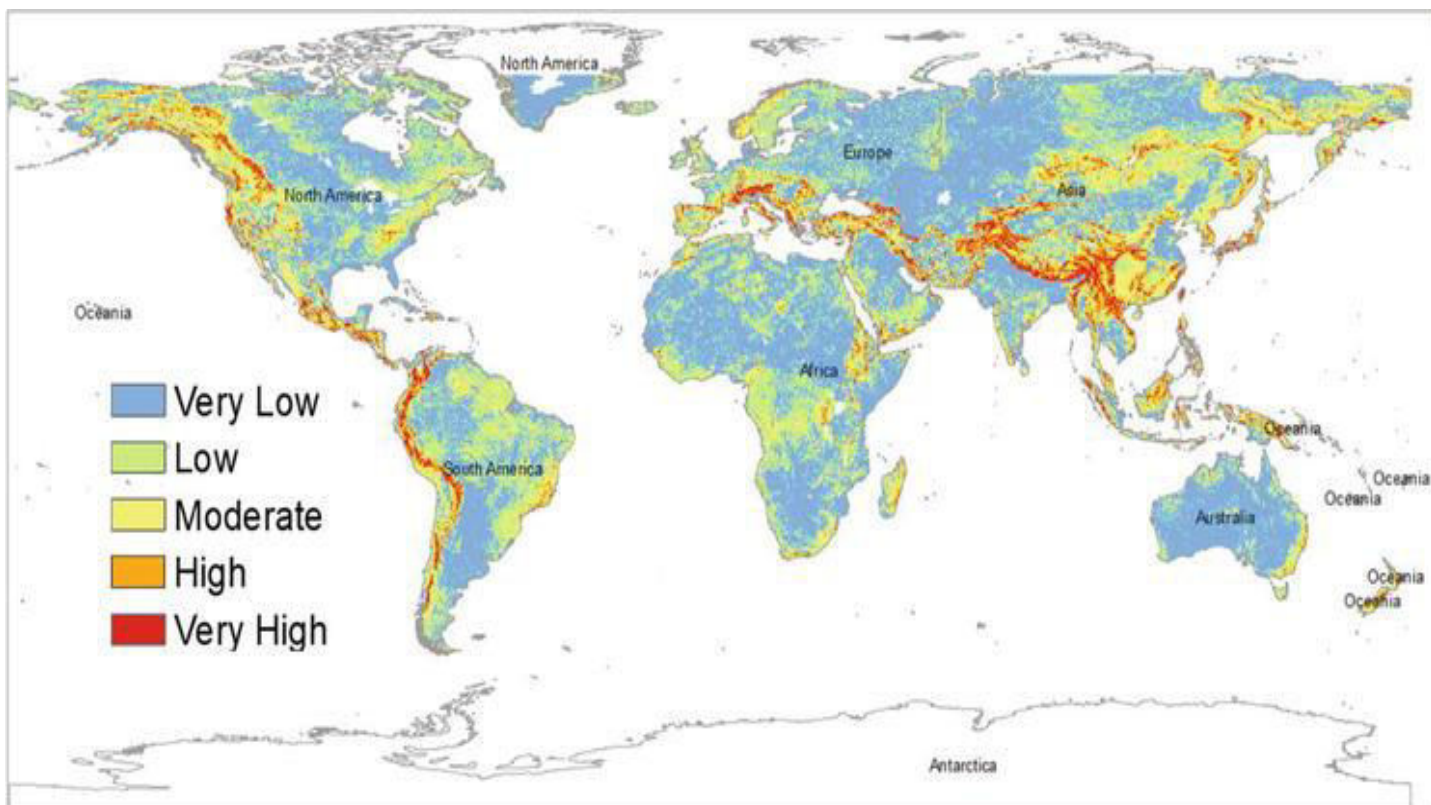 North America
Europe
Asia
North America
Oceania
Africa
Very Low
Low
Moderate
High
Very High
South America
Oceania
Oceania
Oceania
Australia
Oceania
Oceania
Antarctica